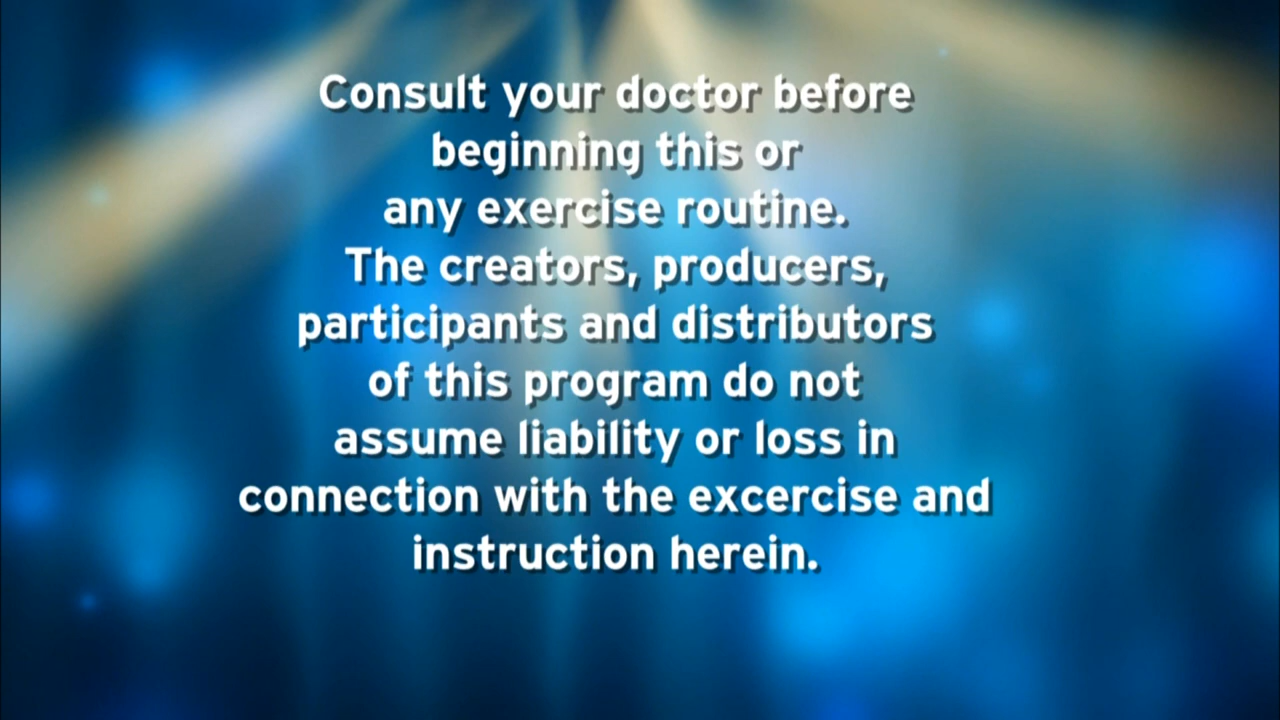 Consult your doctor before
beginning this or
any exercise routine.
The creators, producers,
participants and distributors
of this program do not
assume liability or loss in
connection with the excercise and
instruction herein.